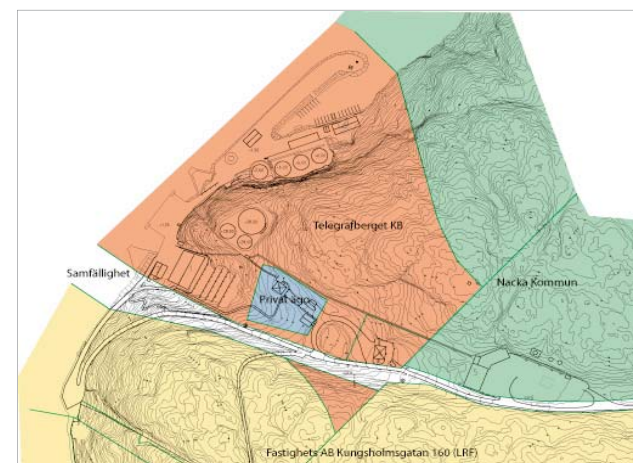 Telegrafberget KB
Samfällighet
Nacka Kommun
Privat ägo
Fastighets AB Kungsholmsgatan 160 (LRF)